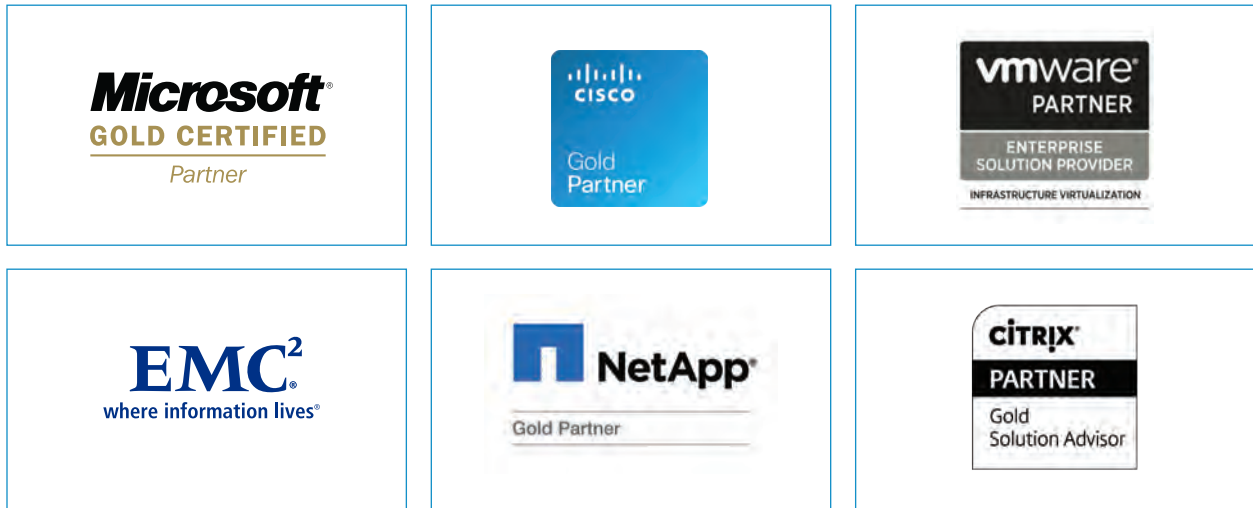 Microsoft®
GOLD CERTIFIED
Partner
CISCO
Gold
Partner
vmware®
PARTNER
ENTERPRISE
SOLUTION PROVIDER
INFRASTRUCTURE VIRTUALIZATION
EMC²®
where information lives®
NetApp®
Gold Partner
CITRIX®
PARTNER
Gold
Solution Advisor